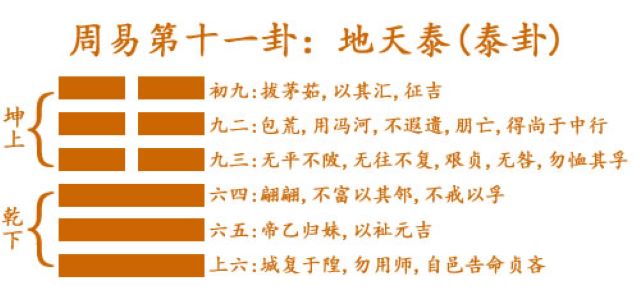 周易第十一卦：地天泰(泰卦)
坤上
初九:拔茅茹,以其汇,征吉
九二:包荒,用冯河,不遐遗,朋亡,得尚于中行
九三:无平不陂,无往不复,艰贞,无咎,勿恤其孚
乾下
六四:翩翩,不富以其邻,不戒以孚
六五:帝乙归妹,以祉元吉
上六:城复于隍,勿用师,自邑告命贞吝